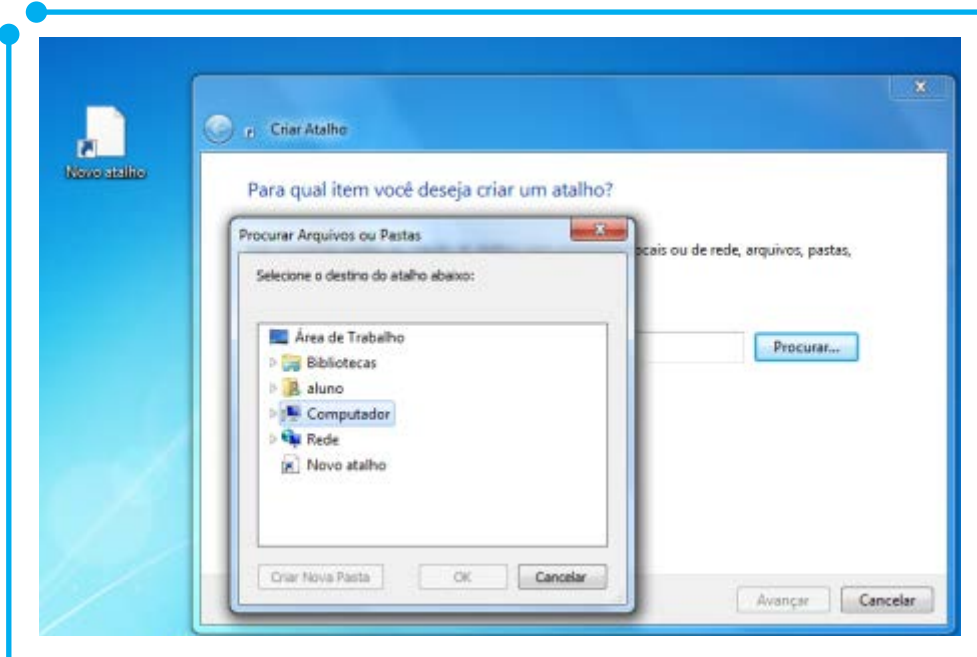 Novo atalho
Criar Atalho
Para qual item você deseja criar um atalho?
ocais ou de rede, arquivos, pastas,
Procurar...
Procurar Arquivos ou Pastas
Selecione o destino do atalho abaixo:
Área de Trabalho
Bibliotecas
aluno
Computador
Rede
Novo atalho
Criar Nova Pasta
OK
Cancelar
Avançar
Cancelar